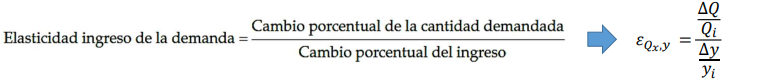 Elasticidad ingreso de la demanda = Cambio porcentual de la cantidad demandada / Cambio porcentual del ingreso
ε_{Q_x,y} = (ΔQ / Q_i) / (Δy / y_i)